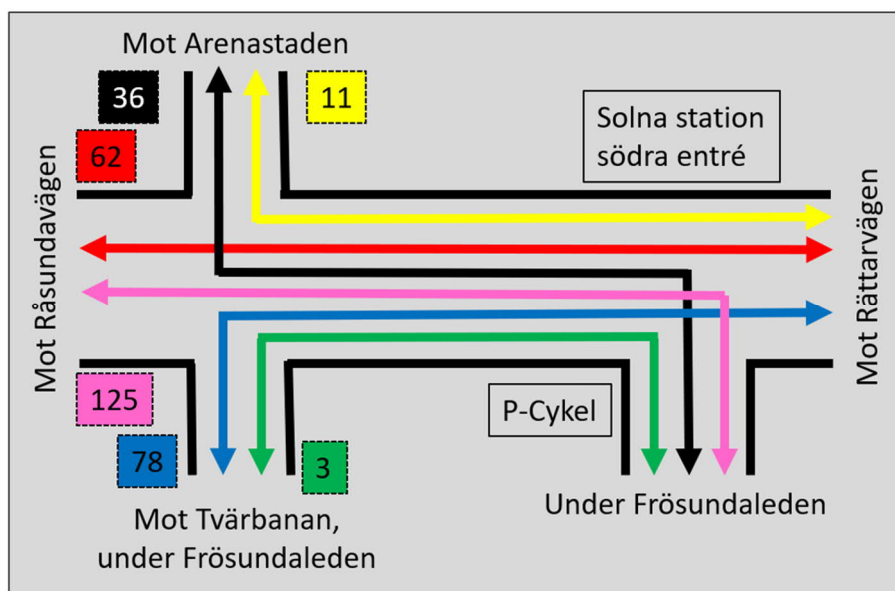 Mot Arenastaden
36
11
62
Solna station
södra entré
Mot Råsundavägen
Mot Rättarvägen
125
P-Cykel
78
3
Mot Tvärbanan,
under Frösundaleden
Under Frösundaleden